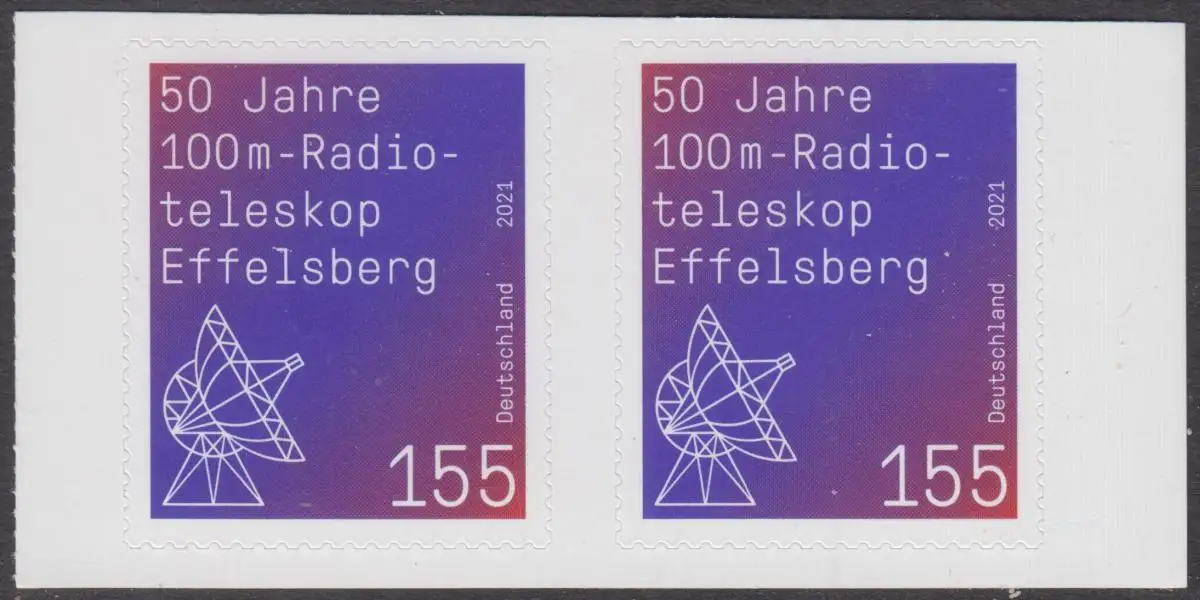 50 Jahre
100m-Radio-
teleskop
Effelsberg
Deutschland 2021
155
50 Jahre
100m-Radio-
teleskop
Effelsberg
Deutschland 2021
155